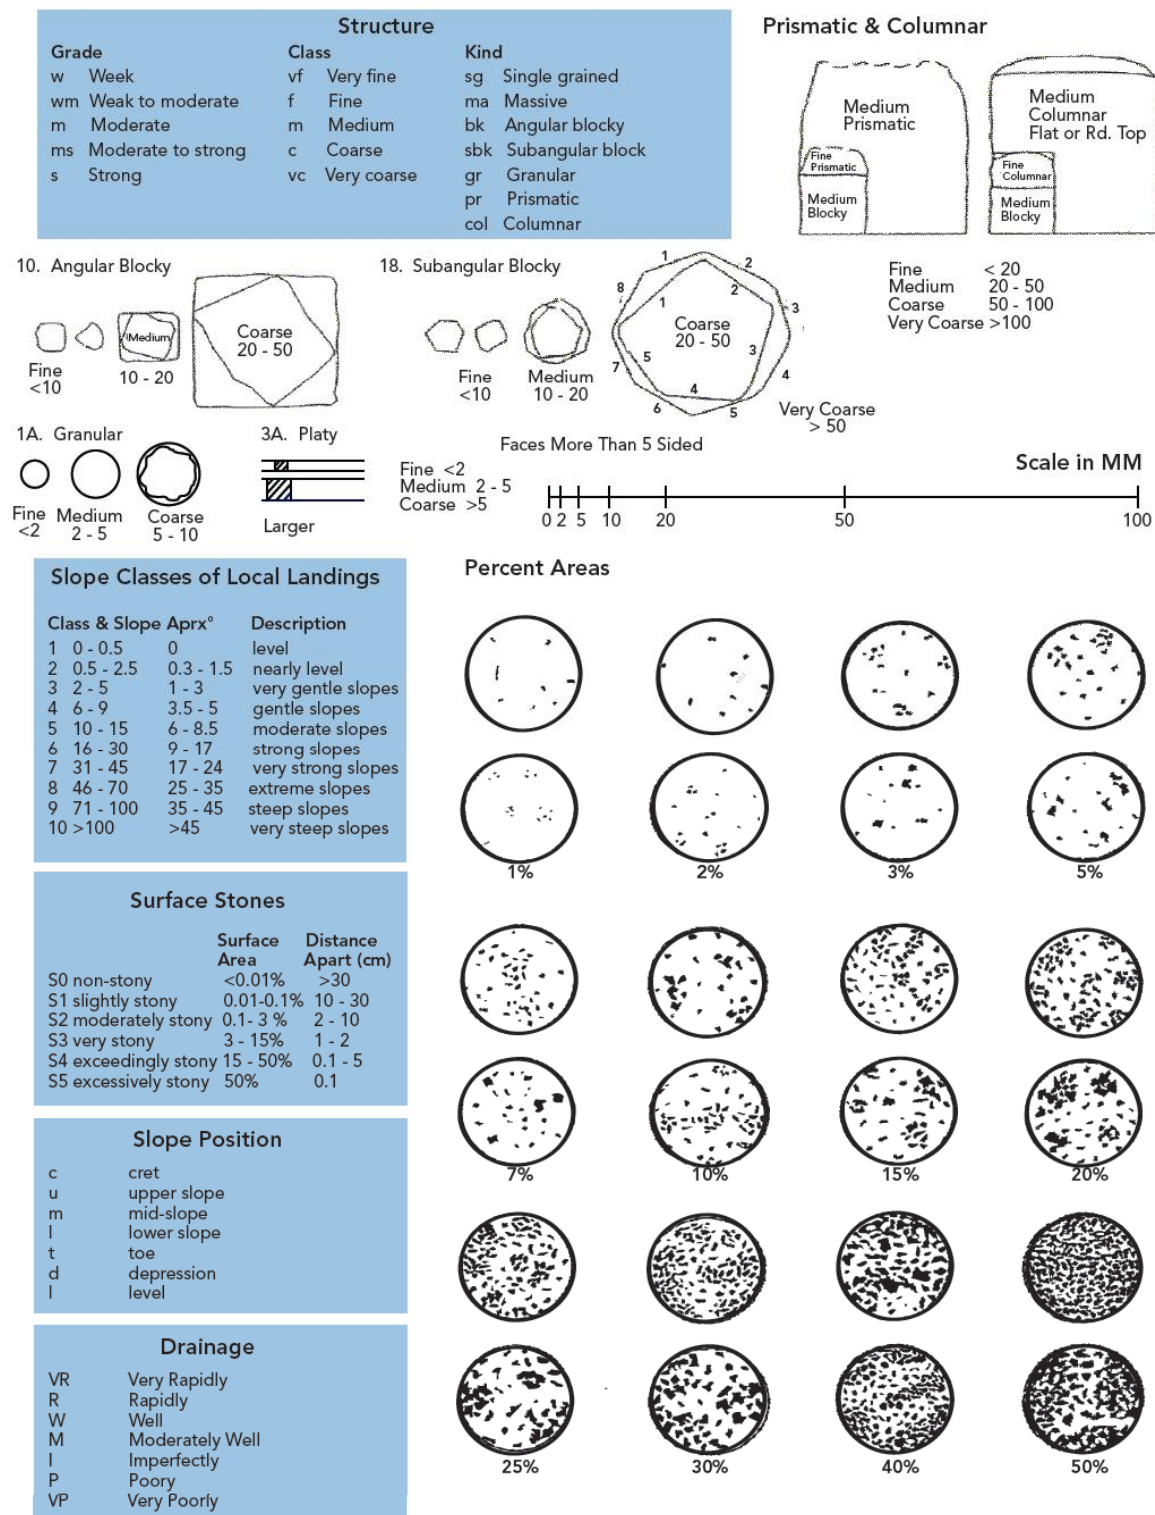 Structure
Grade Class Kind
w Week vf Very fine sg Single grained
wm Weak to moderate f Fine ma Massive
m Moderate m Medium bk Angular blocky
ms Moderate to strong c Coarse sbk Subangular block
s Strong vc Very coarse gr Granular
pr Prismatic
col Columnar
Prismatic & Columnar
Medium
Prismatic
Fine
Prismatic
Medium
Blocky
Medium
Columnar
Flat or Rd. Top
Fine
Columnar
Medium
Blocky
Fine < 20
Medium 20 - 50
Coarse 50 - 100
Very Coarse >100
10. Angular Blocky
Fine
<10
Medium
10 - 20
Coarse
20 - 50
18. Subangular Blocky
Fine
<10
Medium
10 - 20
Coarse
20 - 50
1 2 3 4 5 6 7 8
1 2 3 4 5
Very Coarse
> 50
Faces More Than 5 Sided
1A. Granular
Fine
<2
Medium
2 - 5
Coarse
5 - 10
3A. Platy
Larger
Fine <2
Medium 2 - 5
Coarse >5
Scale in MM
0 2 5 10 20 50 100
Slope Classes of Local Landings
Class & Slope Aprx° Description
1 0 - 0.5 0 level
2 0.5 - 2.5 0.3 - 1.5 nearly level
3 2 - 5 1 - 3 very gentle slopes
4 6 - 9 3.5 - 5 gentle slopes
5 10 - 15 6 - 8.5 moderate slopes
6 16 - 30 9 - 17 strong slopes
7 31 - 45 17 - 24 very strong slopes
8 46 - 70 25 - 35 extreme slopes
9 71 - 100 35 - 45 steep slopes
10 >100 >45 very steep slopes
Surface Stones
Surface Distance
Area Apart (cm)
S0 non-stony <0.01% >30
S1 slightly stony 0.01-0.1% 10 - 30
S2 moderately stony 0.1- 3 % 2 - 10
S3 very stony 3 - 15% 1 - 2
S4 exceedingly stony 15 - 50% 0.1 - 5
S5 excessively stony 50% 0.1
Slope Position
c cret
u upper slope
m mid-slope
l lower slope
t toe
d depression
l level
Drainage
VR Very Rapidly
R Rapidly
W Well
M Moderately Well
I Imperfectly
P Poory
VP Very Poorly
Percent Areas
1% 2% 3% 5%
7% 10% 15% 20%
25% 30% 40% 50%